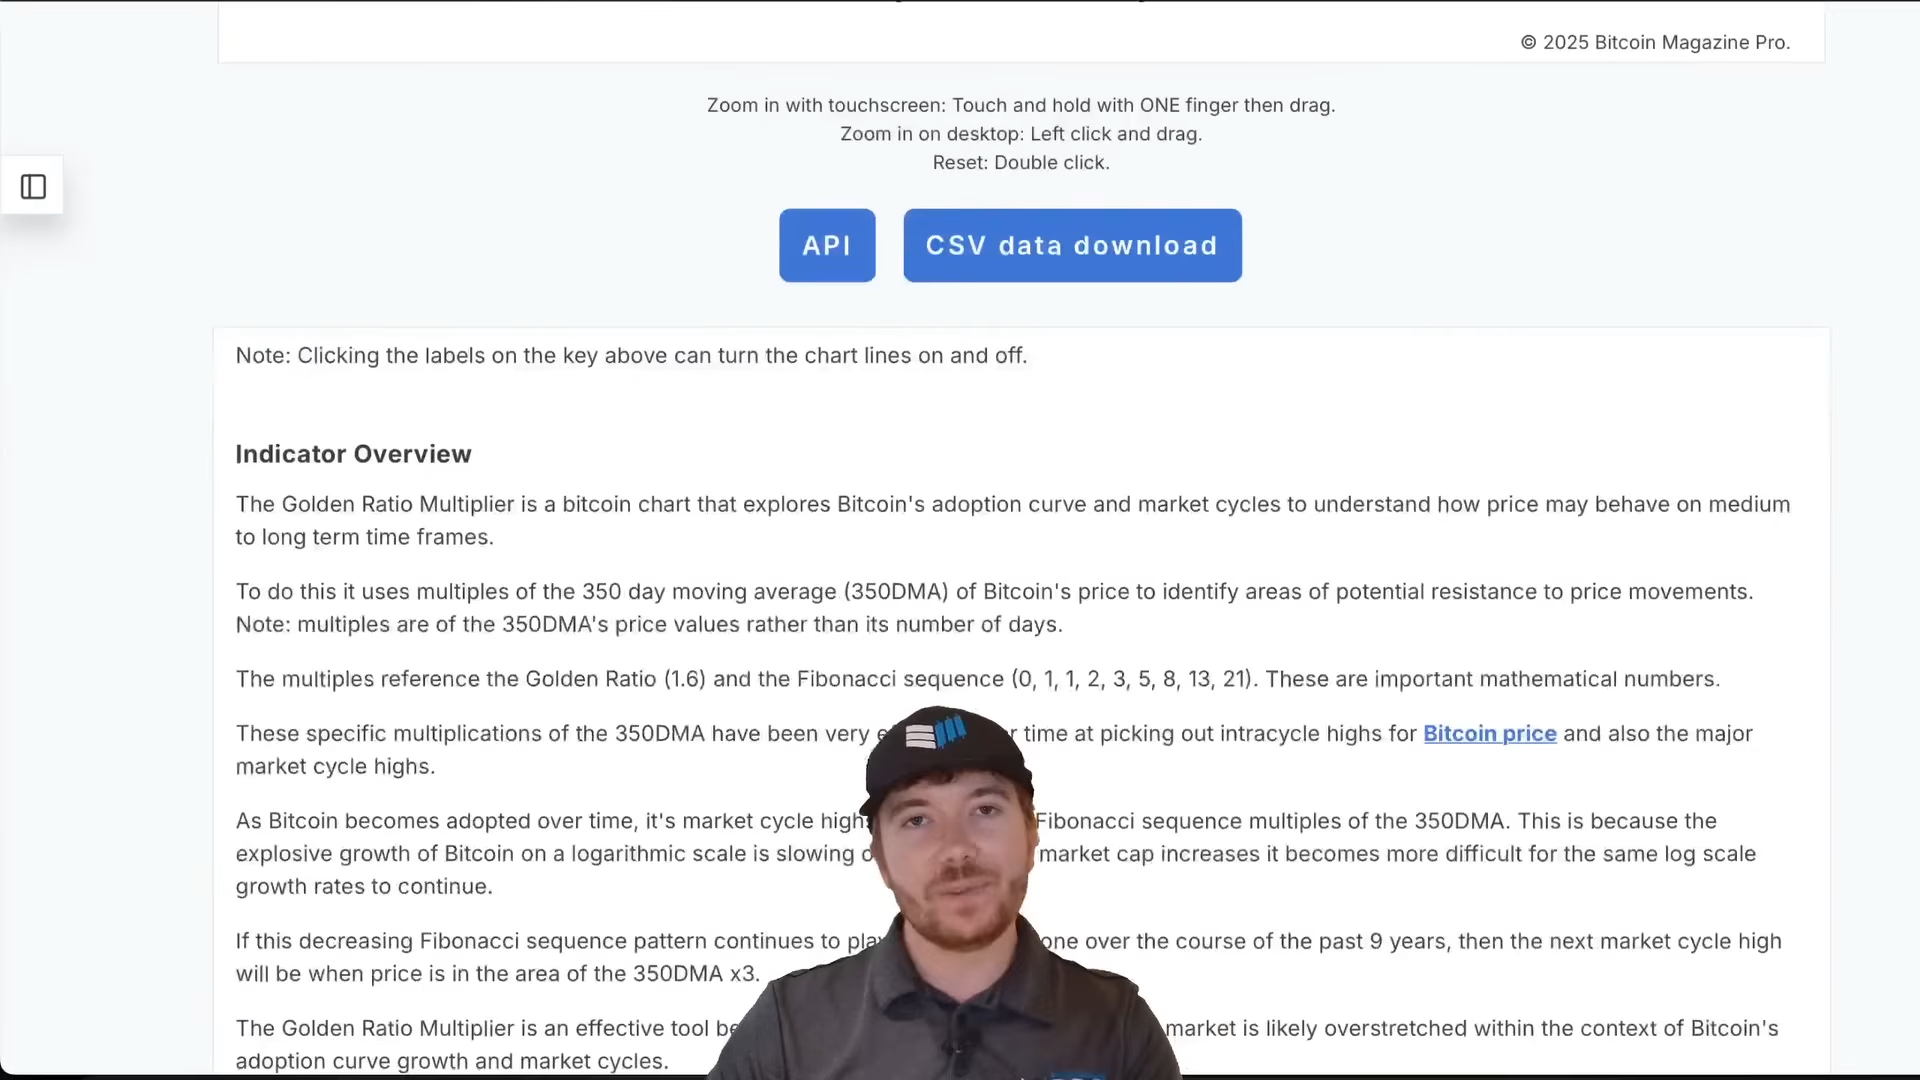 © 2025 Bitcoin Magazine Pro.
Zoom in with touchscreen: Touch and hold with ONE finger then drag.
Zoom in on desktop: Left click and drag.
Reset: Double click.
API
CSV data download
Note: Clicking the labels on the key above can turn the chart lines on and off.
Indicator Overview
The Golden Ratio Multiplier is a bitcoin chart that explores Bitcoin's adoption curve and market cycles to understand how price may behave on medium
to long term time frames.
To do this it uses multiples of the 350 day moving average (350DMA) of Bitcoin's price to identify areas of potential resistance to price movements.
Note: multiples are of the 350DMA's price values rather than its number of days.
The multiples reference the Golden Ratio (1.6) and the Fibonacci sequence (0, 1, 1, 2, 3, 5, 8, 13, 21). These are important mathematical numbers.
These specific multiplications of the 350DMA have been very time at picking out intracycle highs for Bitcoin price and also the major
market cycle highs.
As Bitcoin becomes adopted over time, it's market cycle Fibonacci sequence multiples of the 350DMA. This is because the
explosive growth of Bitcoin on a logarithmic scale is slowing market cap increases it becomes more difficult for the same log scale
growth rates to continue.
If this decreasing Fibonacci sequence pattern continues to over the course of the past 9 years, then the next market cycle high
will be when price is in the area of the 350DMA x3.
The Golden Ratio Multiplier is an effective tool market is likely overstretched within the context of Bitcoin's
adoption curve growth and market cycles.